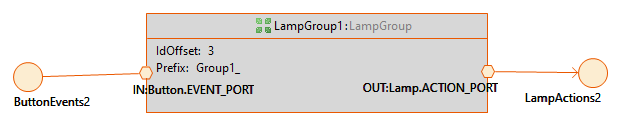 LampGroup1:LampGroup
IdOffset: 3
Prefix: Group1_
IN:Button.EVENT_PORT
OUT:Lamp.ACTION_PORT
ButtonEvents2
LampActions2